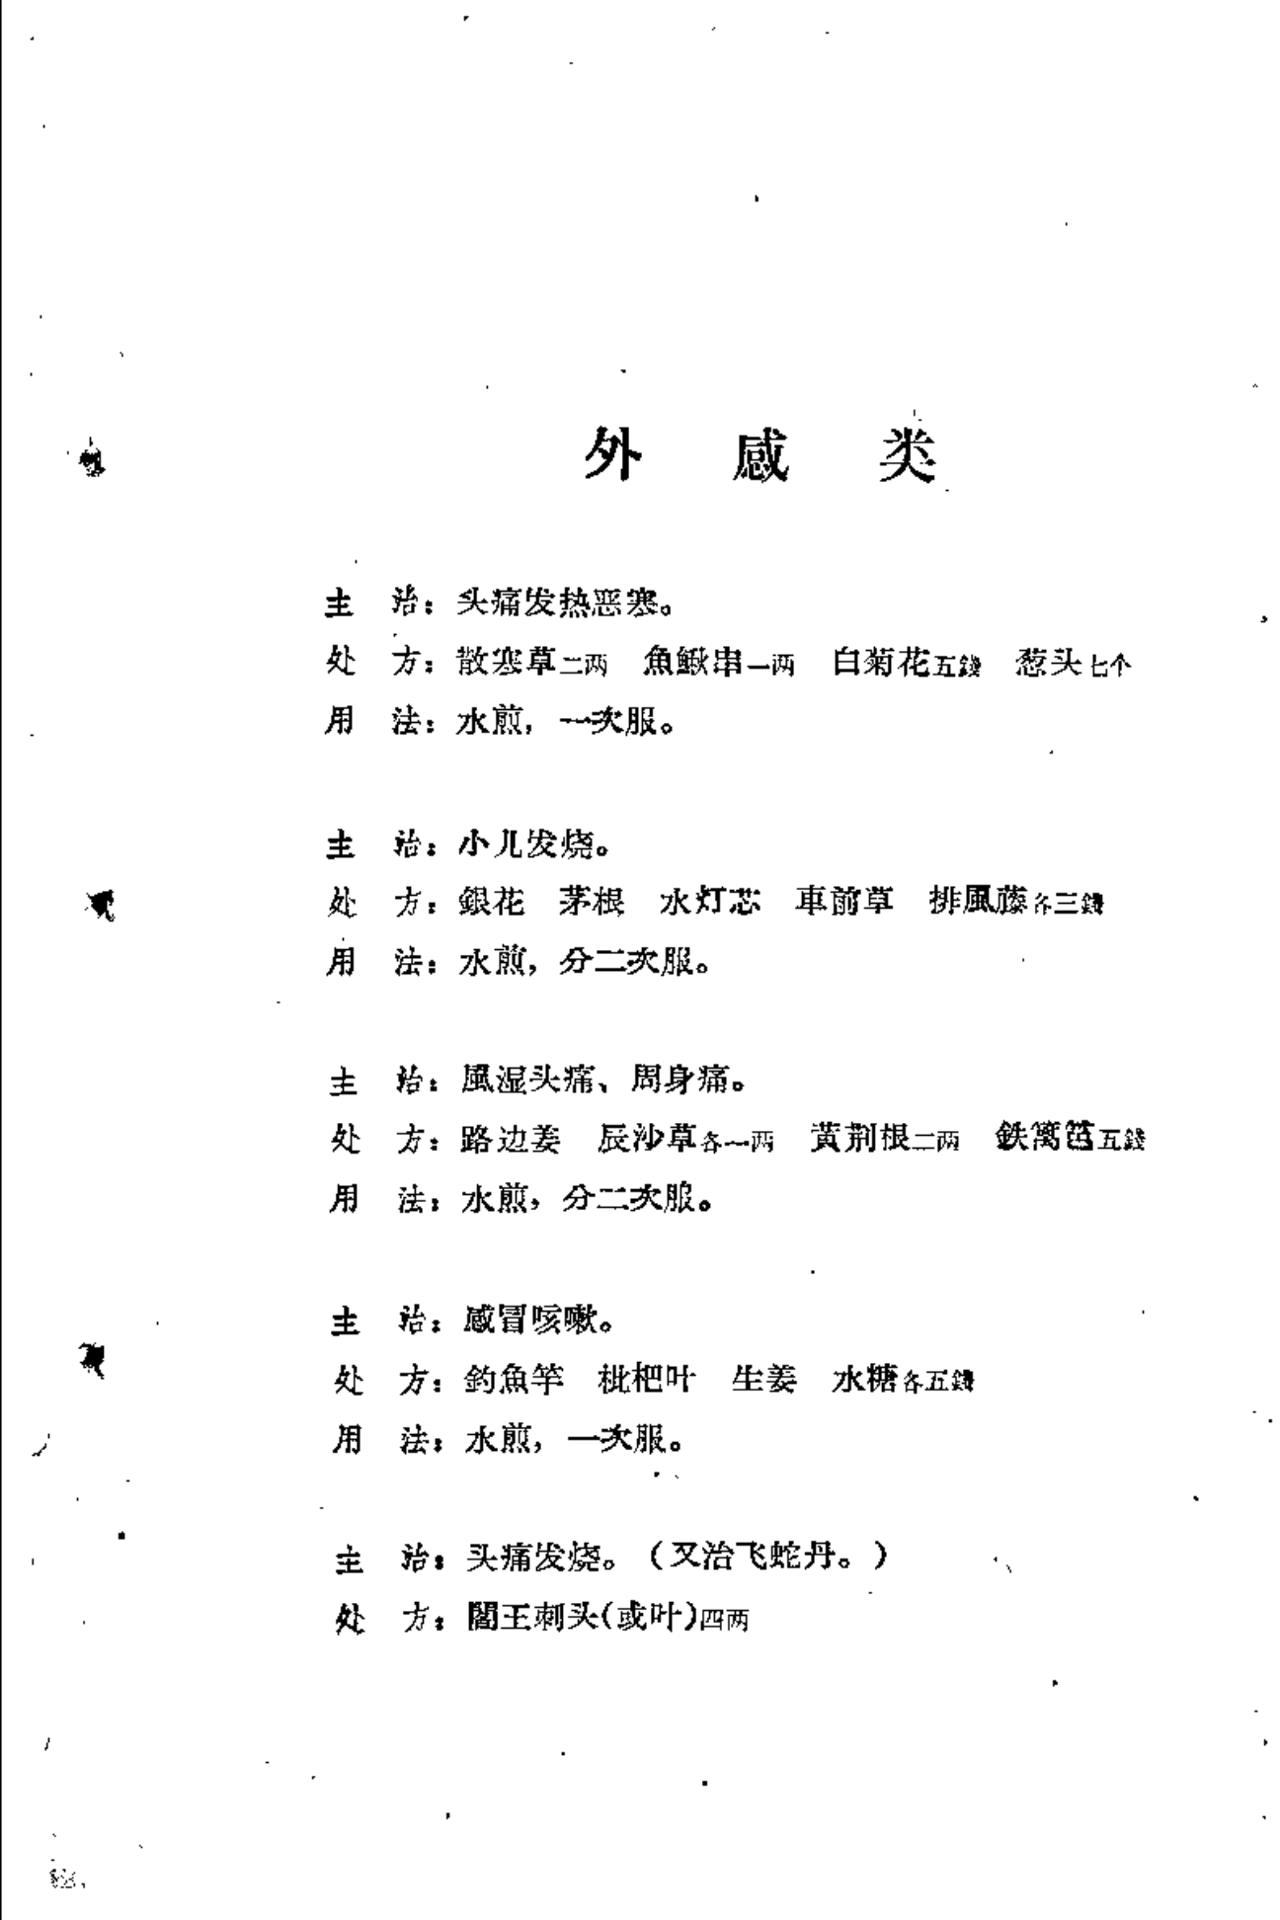 外感类
主治：头痛发热恶寒。
处方：散寒草二两 魚鰍串一两 白菊花五錢 葱头七个
用法：水煎，一次服。
主治：小儿发烧。
处方：銀花 茅根 水灯芯 車前草 排風藤各三錢
用法：水煎，分二次服。
主治：風湿头痛、周身痛。
处方：路边姜 辰沙草各一两 黄荆根二两 鉄篱笆五錢
用法：水煎，分二次服。
主治：感冒咳嗽。
处方：釣魚竿 枇杷叶 生姜 水糖各五錢
用法：水煎，一次服。
主治：头痛发烧。（又治飞蛇丹。）
处方：閻王刺头(或叶)四两